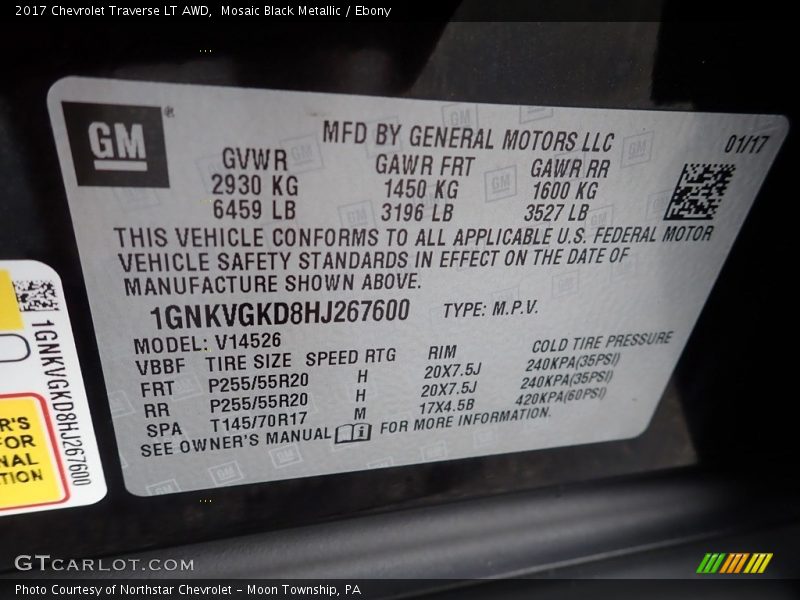 2017 Chevrolet Traverse LT AWD,  Mosaic Black Metallic / Ebony
GM®
MFD BY GENERAL MOTORS LLC
01/17
GVWR GAWR FRT GAWR RR
2930 KG 1450 KG 1600 KG
6459 LB 3196 LB 3527 LB
THIS VEHICLE CONFORMS TO ALL APPLICABLE U.S. FEDERAL MOTOR
VEHICLE SAFETY STANDARDS IN EFFECT ON THE DATE OF
MANUFACTURE SHOWN ABOVE.
1GNKVGKD8HJ267600 TYPE: M.P.V.
MODEL: V14526
VBBF TIRE SIZE SPEED RTG RIM COLD TIRE PRESSURE
FRT P255/55R20 H 20X7.5J 240KPA(35PSI)
RR P255/55R20 H 20X7.5J 240KPA(35PSI)
SPA T145/70R17 M 17X4.5B 420KPA(60PSI)
SEE OWNER'S MANUAL FOR MORE INFORMATION.
1GNKVGKD8HJ267600
R'S
FOR
NAL
TION
GTCARLOT.COM
Photo Courtesy of Northstar Chevrolet - Moon Township, PA